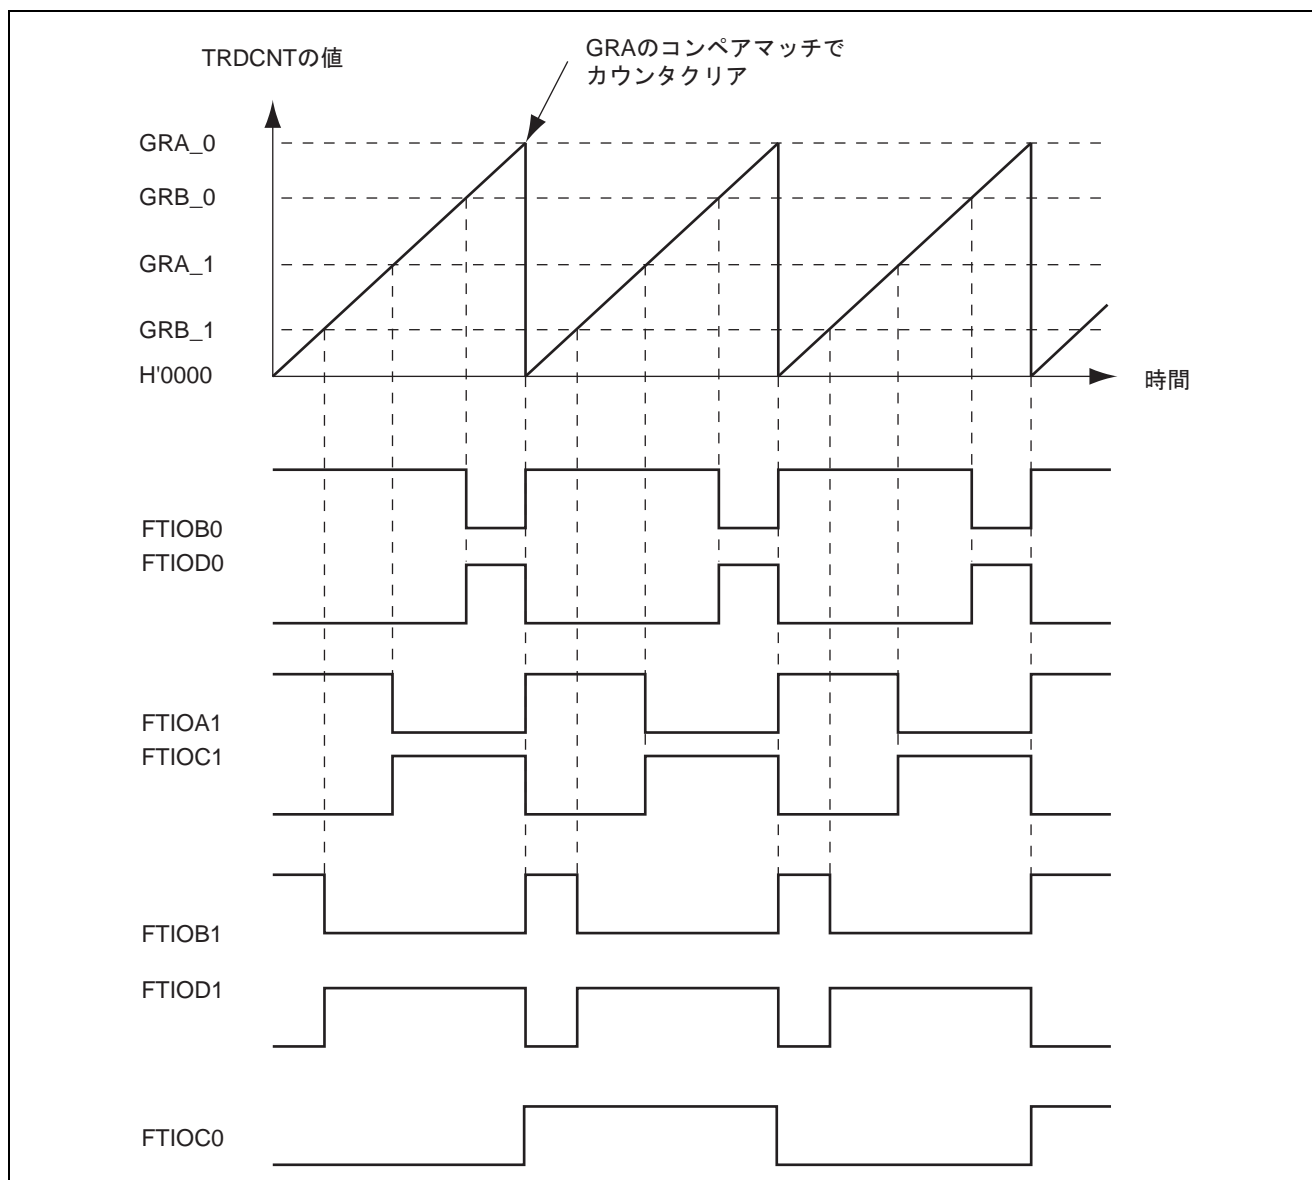 TRDCNTの値
GRAのコンペアマッチで
カウンタクリア
GRA_0
GRB_0
GRA_1
GRB_1
H'0000
時間
FTIOB0
FTIOD0
FTIOA1
FTIOC1
FTIOB1
FTIOD1
FTIOC0